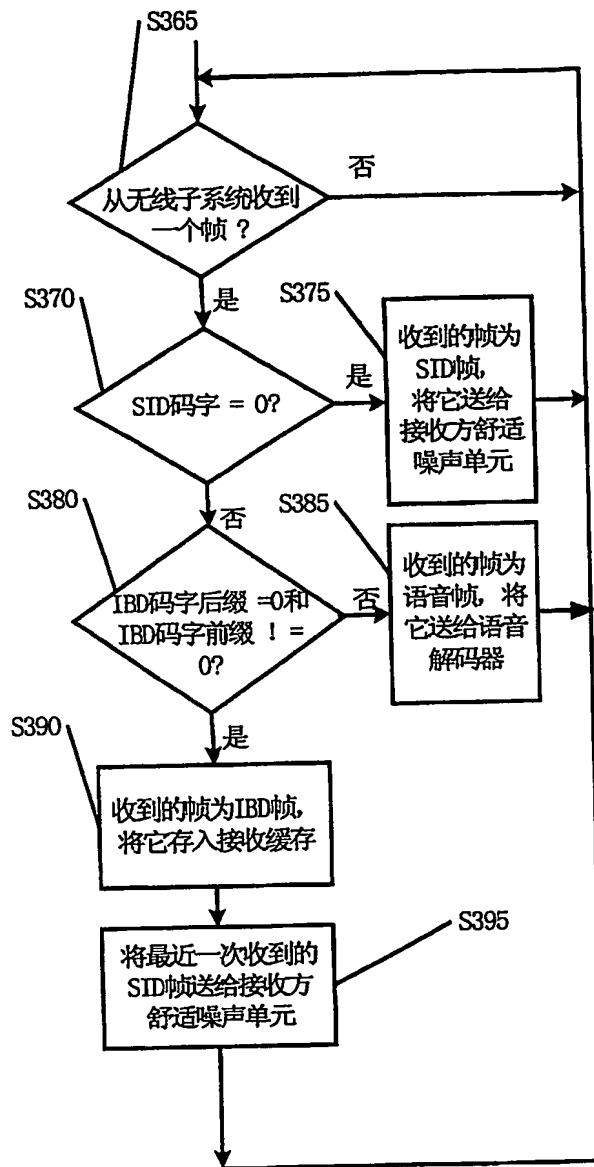 S365
从无线子系统收到
一个帧 ?
否
是
S370
SID码字 = 0?
是
S375
收到的帧为
SID帧,
将它送给
接收方舒适
噪声单元
否
S380
IBD码字后缀 =0和
IBD码字前缀 ! =
0?
否
S385
收到的帧为
语音帧, 将
它送给语音
解码器
是
S390
收到的帧为IBD帧,
将它存入接收缓存
S395
将最近一次收到的
SID帧送给接收方
舒适噪声单元